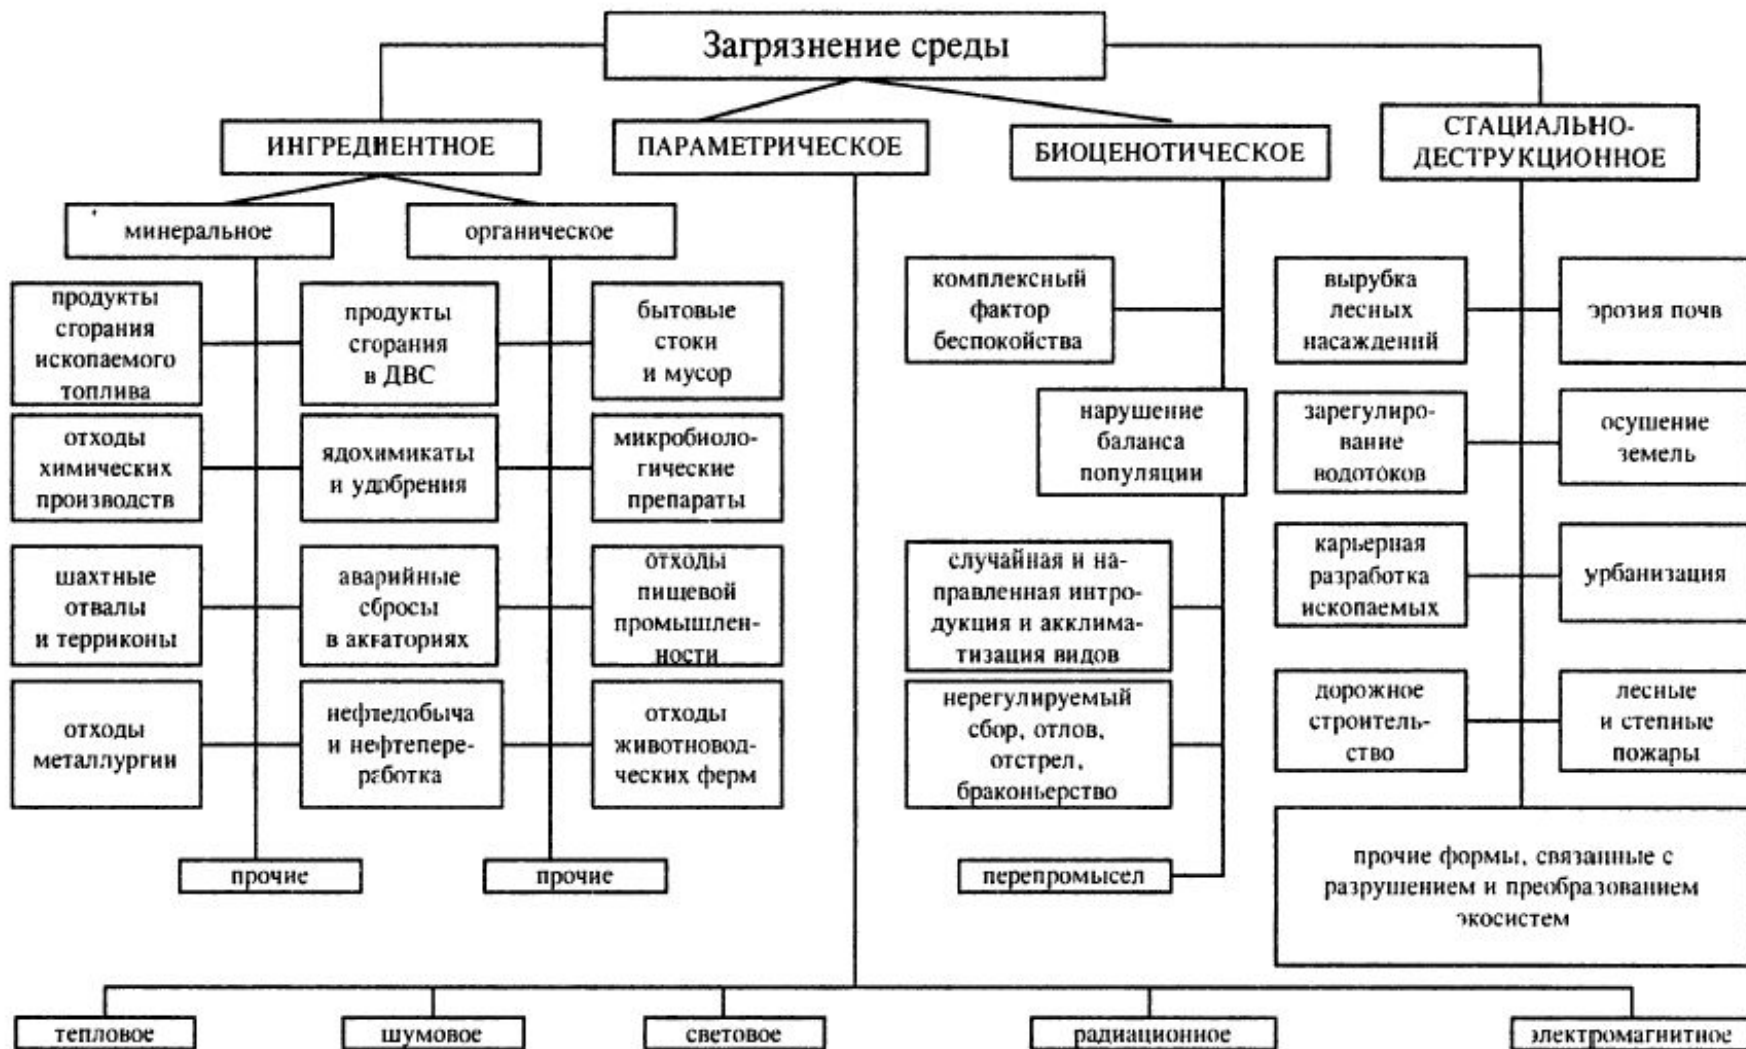 Загрязнение среды
ИНГРЕДИЕНТНОЕ
ПАРАМЕТРИЧЕСКОЕ
БИОЦЕНОТИЧЕСКОЕ
СТАЦИАЛЬНО-
ДЕСТРУКЦИОННОЕ
минеральное
органическое
продукты
сгорания
ископаемого
топлива
продукты
сгорания
в ДВС
бытовые
стоки
и мусор
отходы
химических
производств
ядохимикаты
и удобрения
микробиоло-
гические
препараты
шахтные
отвалы
и терриконы
аварийные
сбросы
в акваториях
отходы
пищевой
промышлен-
ности
отходы
металлургии
нефтедобыча
и нефтепере-
работка
отходы
животновод-
ческих ферм
прочие
прочие
комплексный
фактор
беспокойства
нарушение
баланса
популяции
случайная и на-
правленная интро-
дукция и акклима-
тизация видов
нерегулируемый
сбор, отлов,
отстрел,
браконьерство
перепромысел
вырубка
лесных
насаждений
эрозия почв
зарегулиро-
вание
водотоков
осушение
земель
карьерная
разработка
ископаемых
урбанизация
дорожное
строитель-
ство
лесные
и степные
пожары
прочие формы, связанные с
разрушением и преобразованием
экосистем
тепловое
шумовое
световое
радиационное
электромагнитное